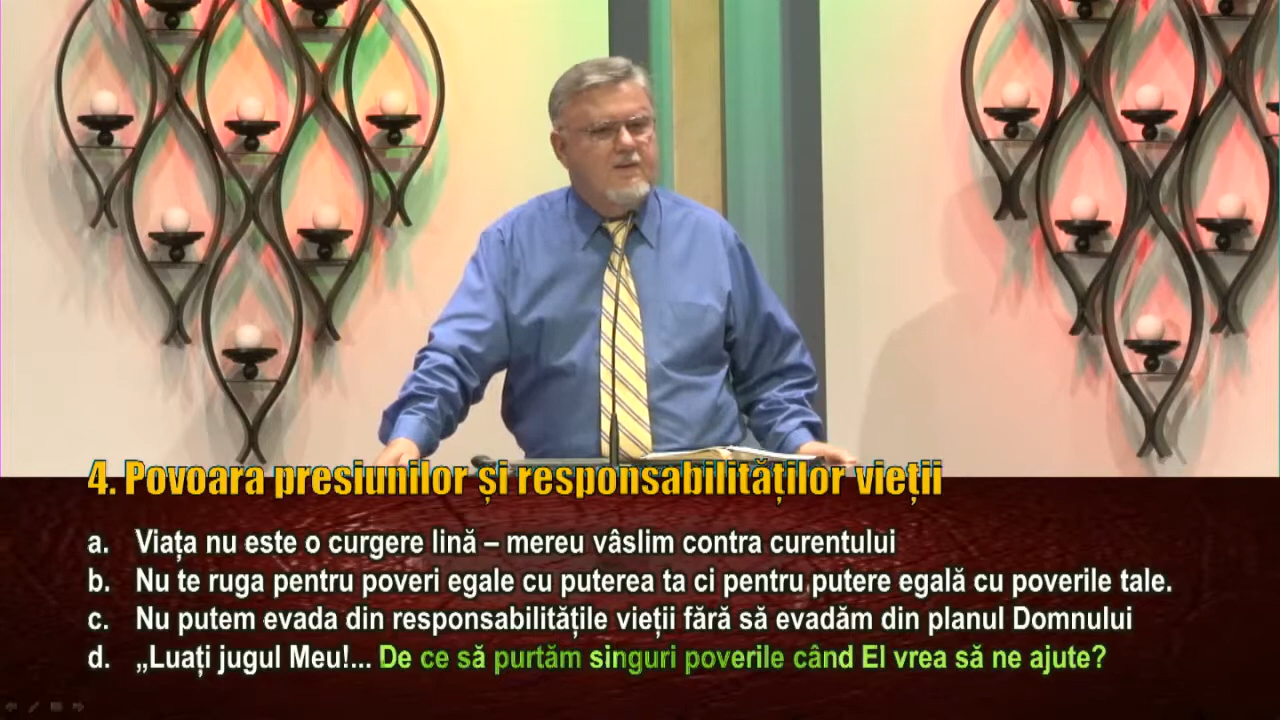 4. Povoara presiunilor și responsabilităților vieții
a. Viața nu este o curgere lină – mereu vâslim contra curentului
b. Nu te ruga pentru poveri egale cu puterea ta ci pentru putere egală cu poverile tale.
c. Nu putem evada din responsabilitățile vieții fără să evadăm din planul Domnului
d. „Luați jugul Meu!... De ce să purtăm singuri poverile când El vrea să ne ajute?